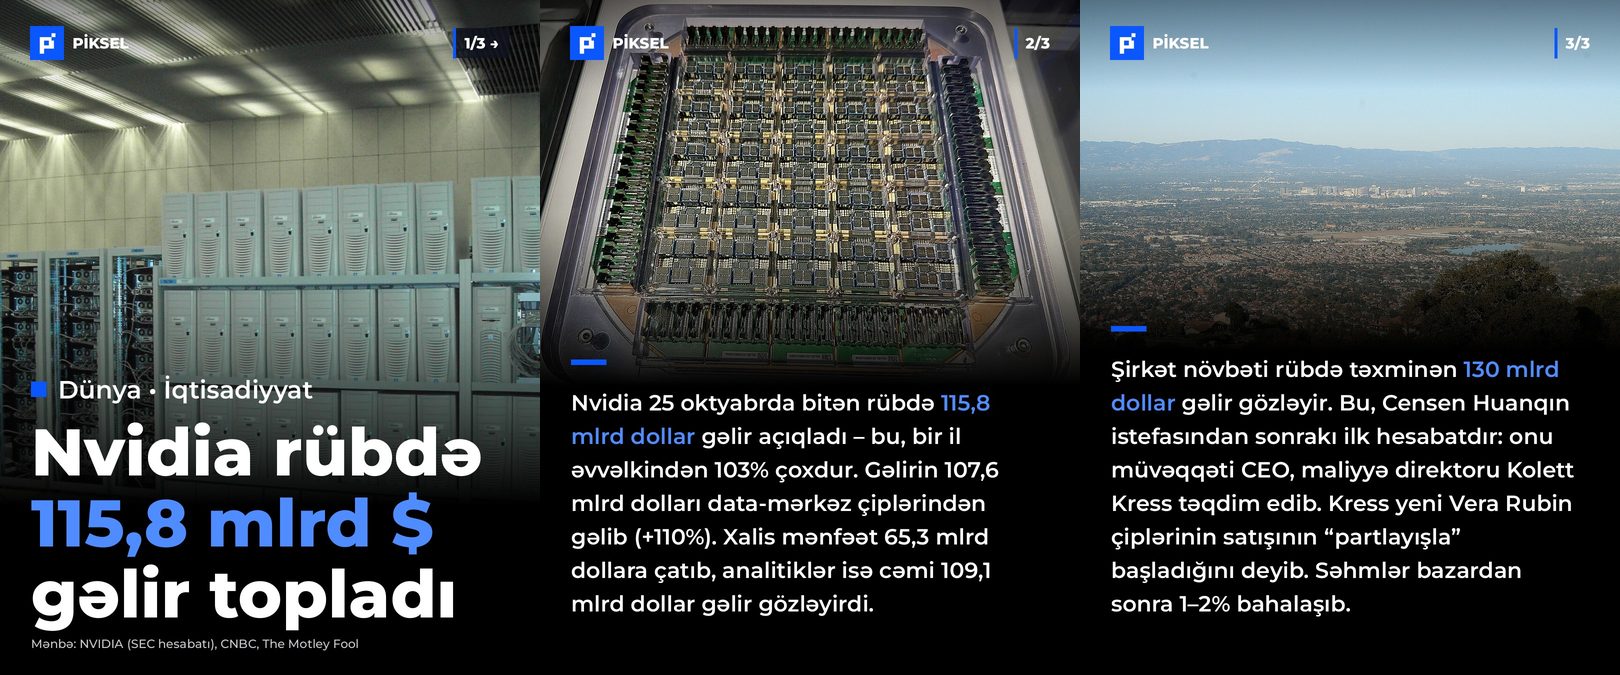 PİKSEL
1/3 →
Dünya • İqtisadiyyat
Nvidia rübdə
115,8 mlrd $
gəlir topladı
Mənbə: NVIDIA (SEC hesabatı), CNBC, The Motley Fool
PİKSEL
2/3
Nvidia 25 oktyabrda bitən rübdə 115,8
mlrd dollar gəlir açıqladı – bu, bir il
əvvəlkindən 103% çoxdur. Gəlirin 107,6
mlrd dolları data-mərkəz çiplərindən
gəlib (+110%). Xalis mənfəət 65,3 mlrd
dollara çatıb, analitiklər isə cəmi 109,1
mlrd dollar gəlir gözləyirdi.
PİKSEL
3/3
Şirkət növbəti rübdə təxminən 130 mlrd
dollar gəlir gözləyir. Bu, Censen Huanqın
istefasından sonrakı ilk hesabatdır: onu
müvəqqəti CEO, maliyyə direktoru Kolett
Kress təqdim edib. Kress yeni Vera Rubin
çiplərinin satışının “partlayışla”
başladığını deyib. Səhmlər bazardan
sonra 1–2% bahalaşıb.